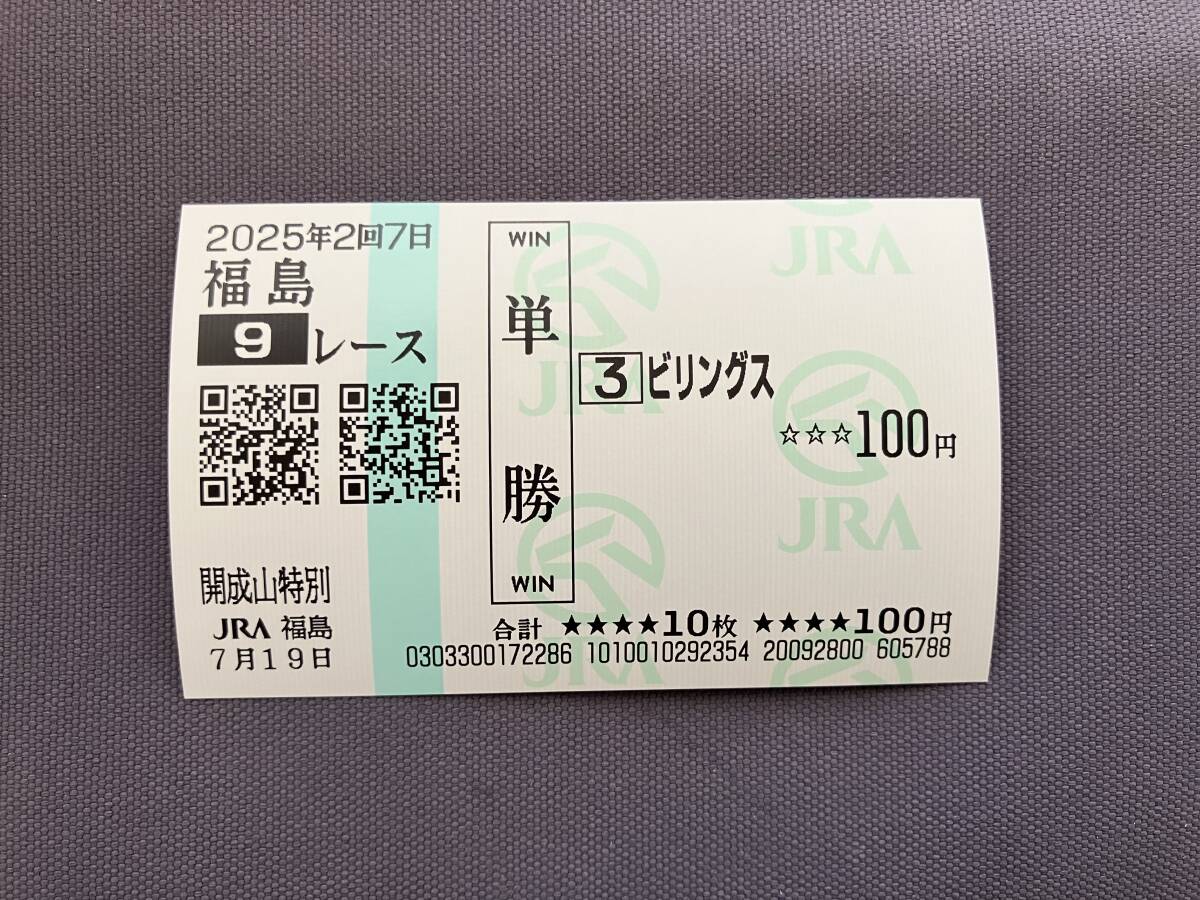 2025年2回7日
福島
9レース
開成山特別
JRA 福島
7月19日
WIN
単勝
WIN
3 ビリングス
☆☆☆100円
合計 ★★★★10枚 ★★★★100円
0303300172286 1010010292354 20092800 605788
JRA
JRA
JRA
JRA